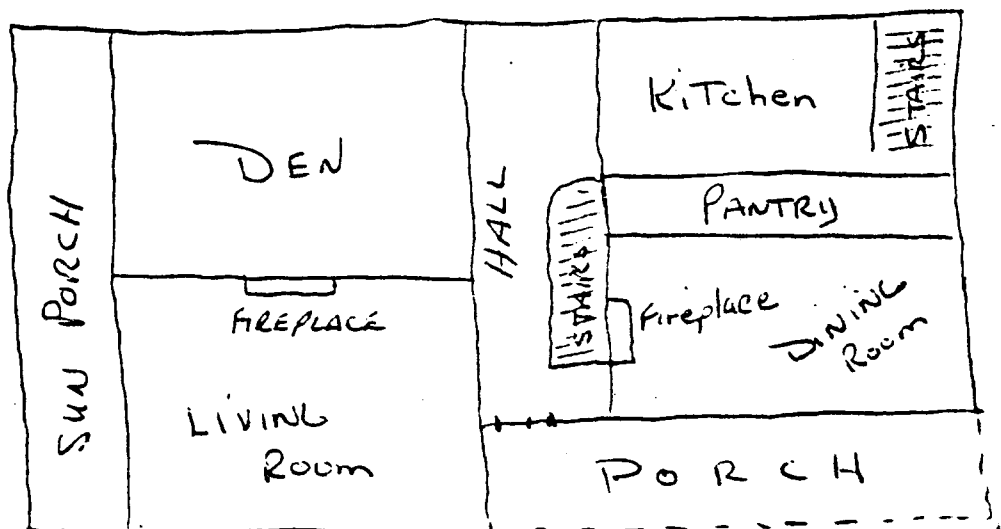 SUN PORCH
DEN
FIREPLACE
LIVING
Room
HALL
STAIRS
KiTchen
STAIRS
PANTRY
Fireplace
DINING
Room
PORCH